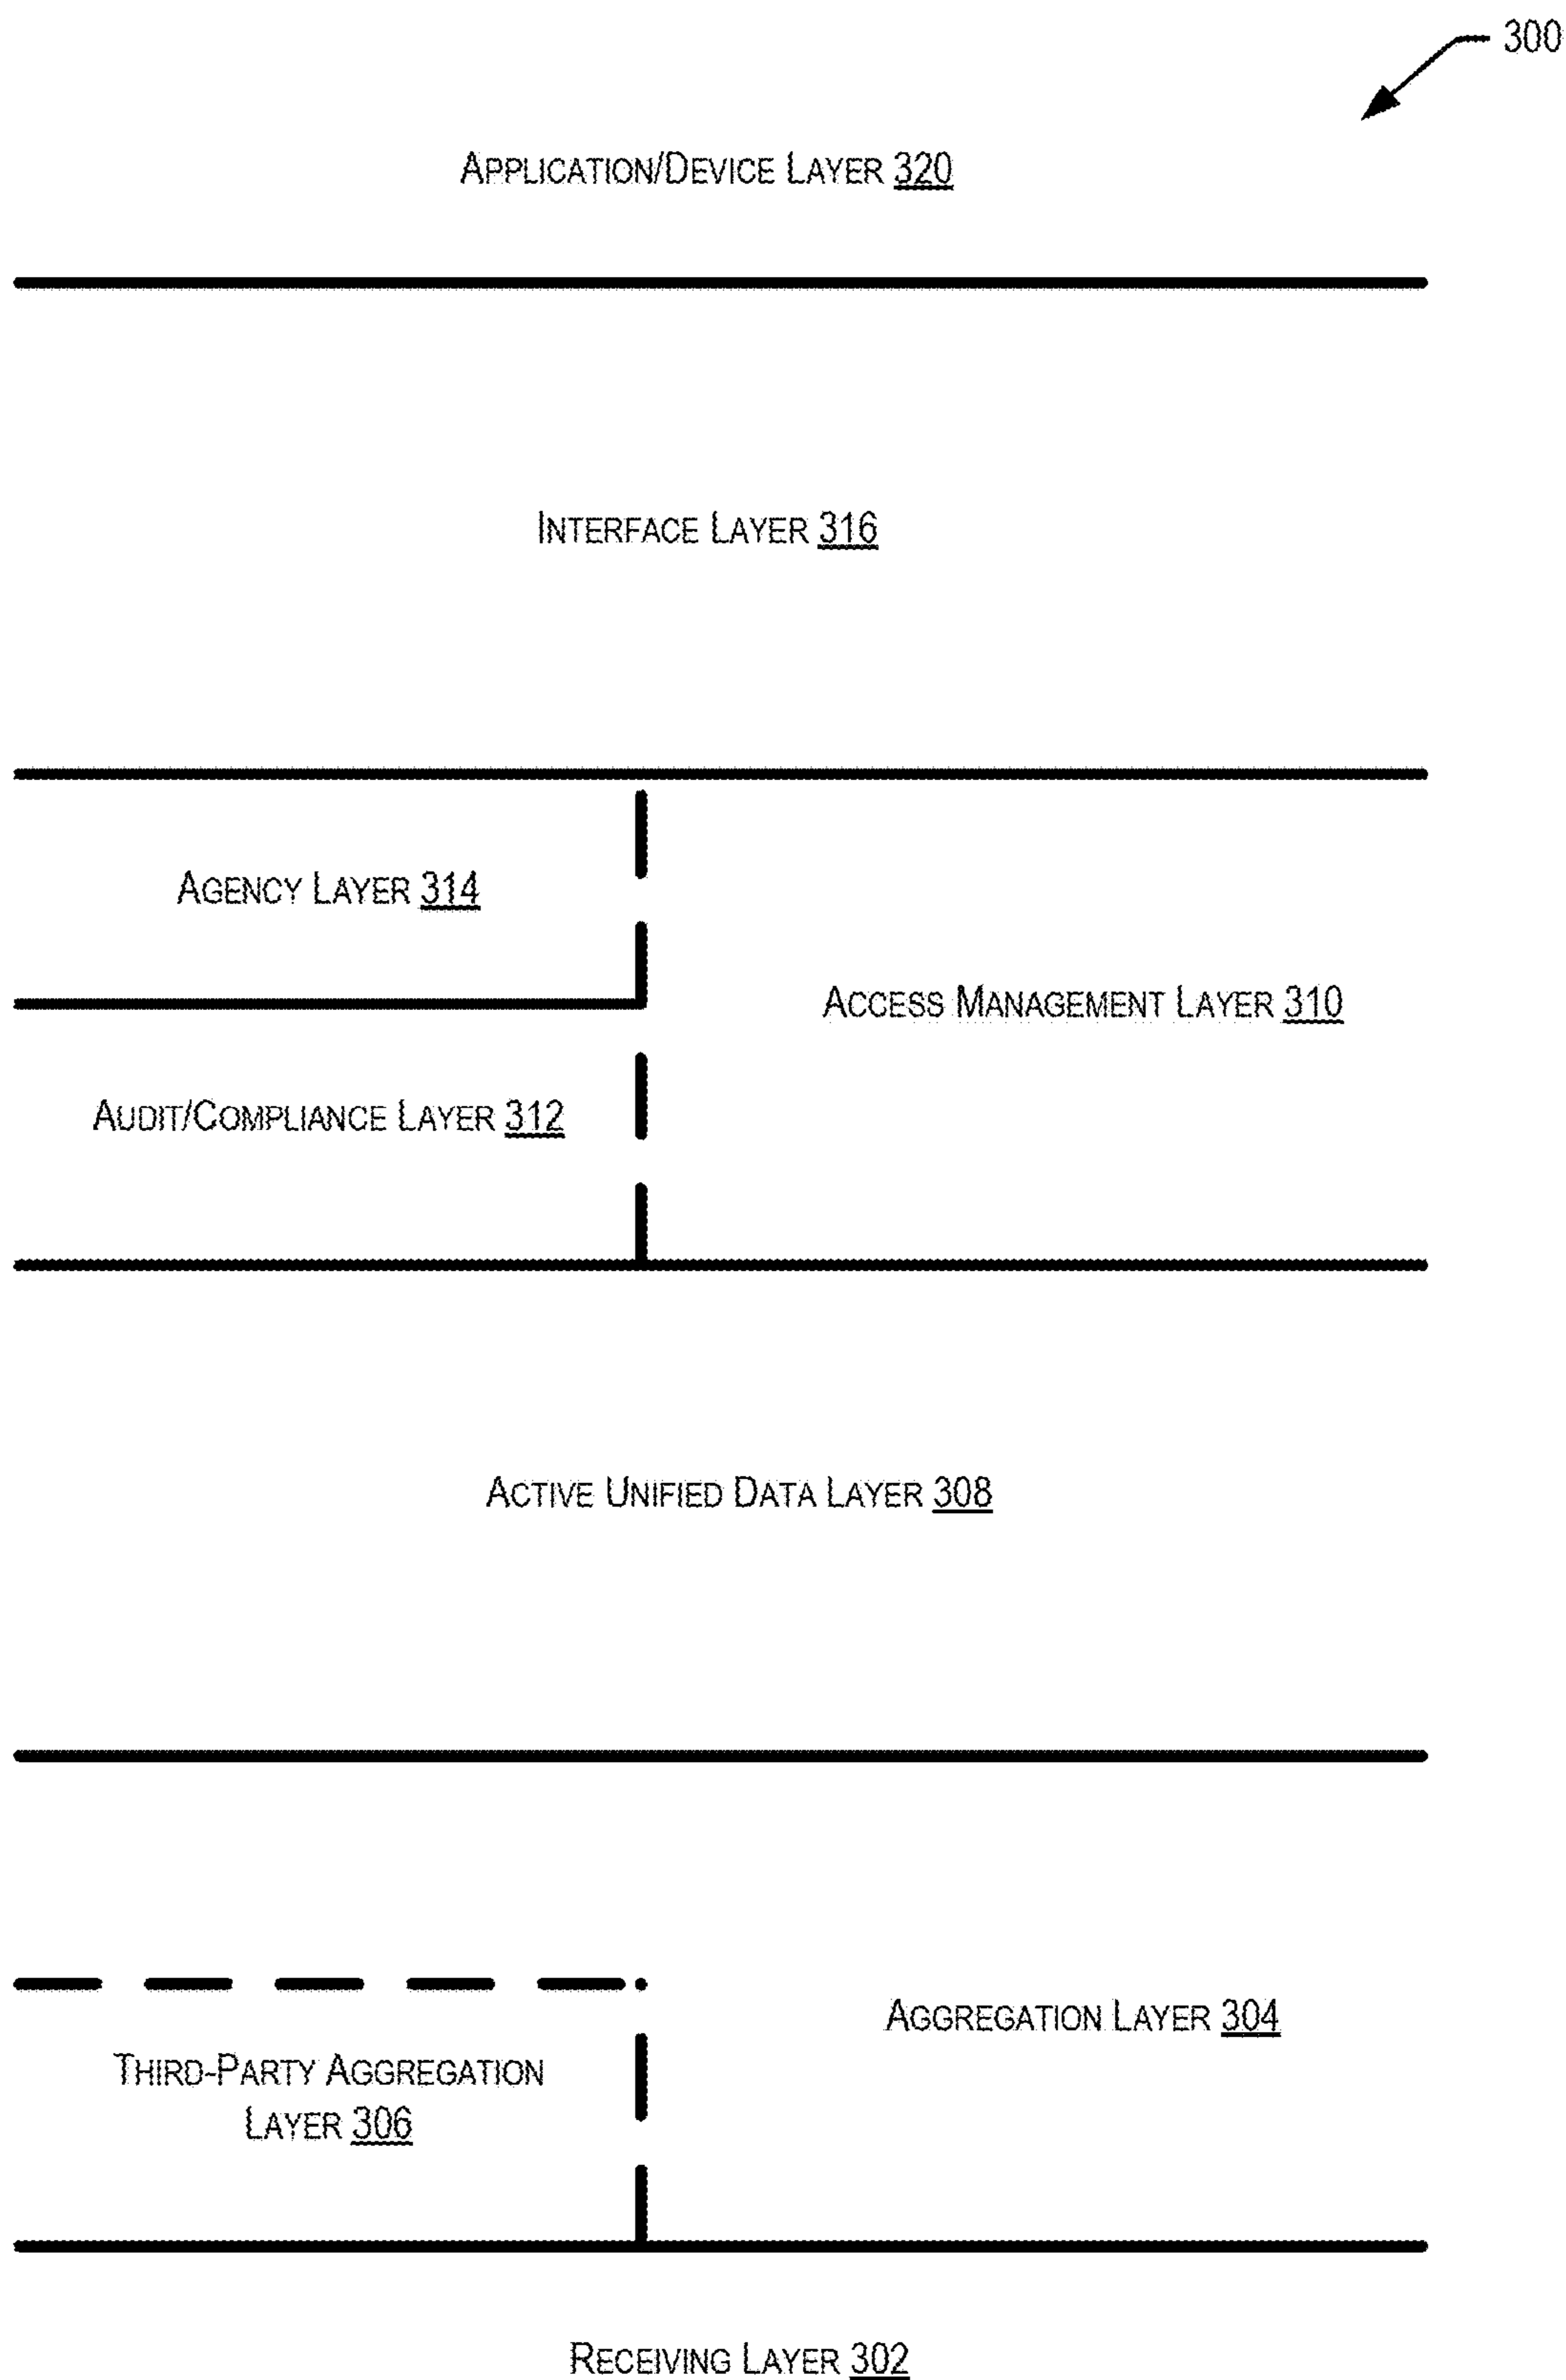 300
APPLICATION/DEVICE LAYER 320
INTERFACE LAYER 316
AGENCY LAYER 314
ACCESS MANAGEMENT LAYER 310
AUDIT/COMPLIANCE LAYER 312
ACTIVE UNIFIED DATA LAYER 308
AGGREGATION LAYER 304
THIRD-PARTY AGGREGATION
LAYER 306
RECEIVING LAYER 302